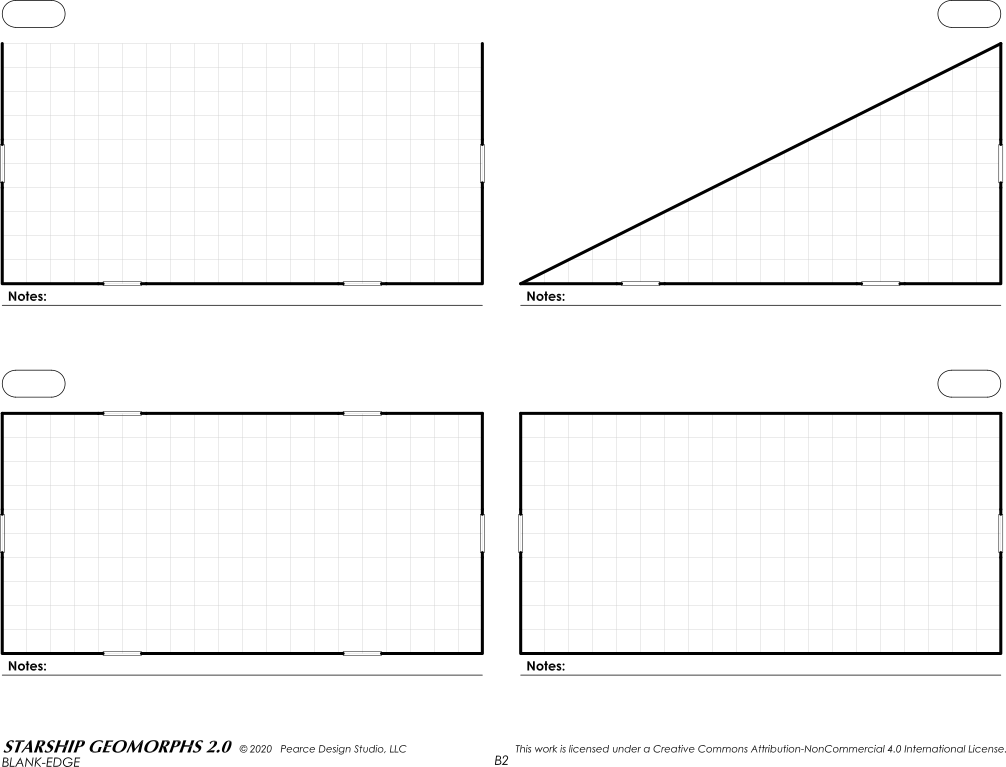 Notes:
Notes:
Notes:
Notes:
STARSHIP GEOMORPHS 2.0 © 2020 Pearce Design Studio, LLC
This work is licensed under a Creative Commons Attribution-NonCommercial 4.0 International License.
BLANK-EDGE
B2